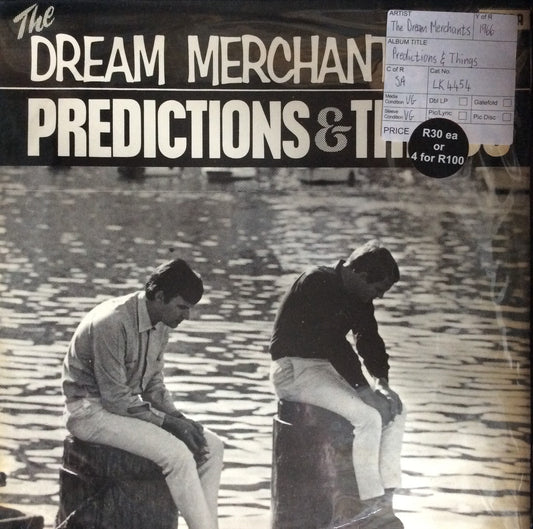 The
DREAM MERCHANT
PREDICTIONS & TH
R
ARTIST
Y of R
The Dream Merchants
1966
ALBUM TITLE
Predictions & Things
C of R
SA
Cat No:
LK 4454
Media
Condition VG
Dbl LP
Gatefold
Sleeve
Condition VG
Pic/Lyric
Pic Disc
PRICE
R30 ea
or
4 for R100